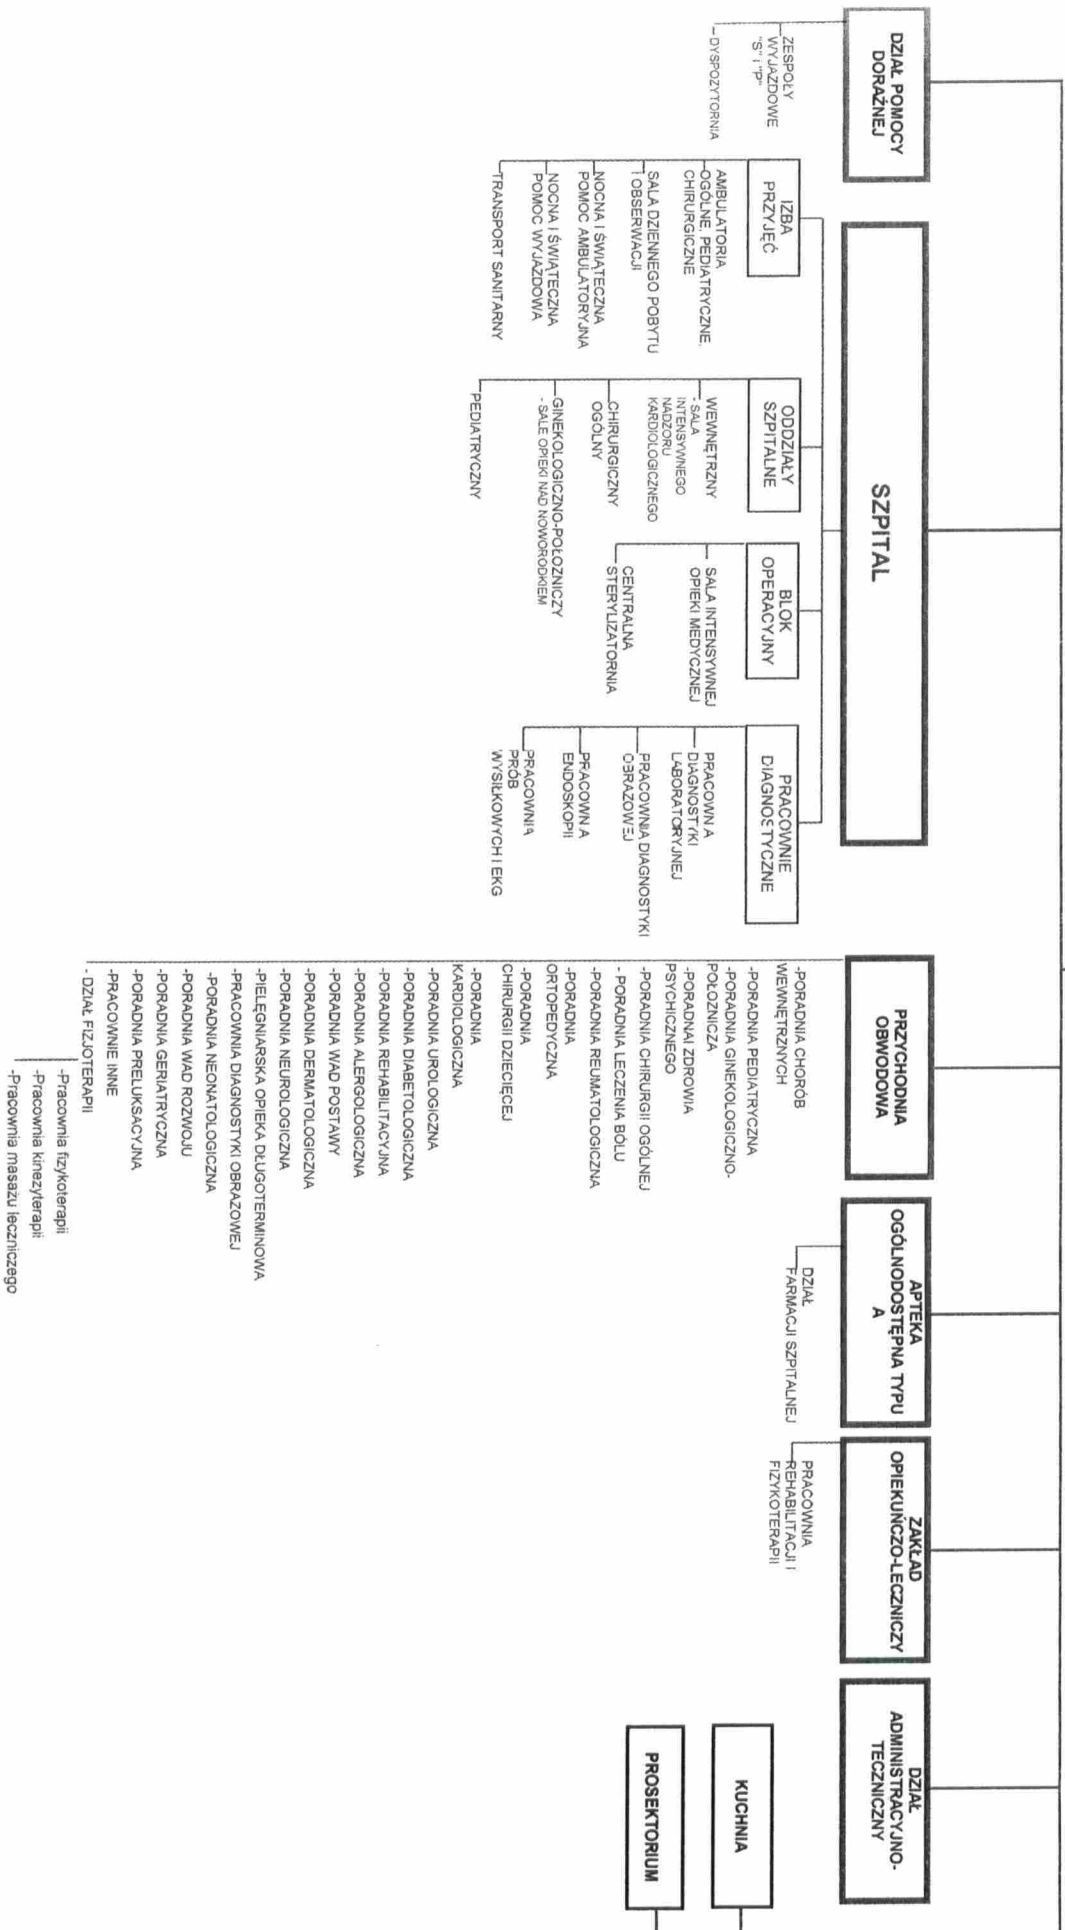 DZIAŁ POMOCY
DORAŹNEJ
ZESPOŁY
WYJAZDOWE
"S" i "P"
- DYSPOZYTORNIA
SZPITAL
IZBA
PRZYJĘĆ
AMBULATORIA
OGÓLNE, PEDIATRYCZNE,
CHIRURGICZNE
SALA DZIENNEGO POBYTU
I OBSERWACJI
NOCNA I ŚWIĄTECZNA
POMOC AMBULATORYJNA
NOCNA I ŚWIĄTECZNA
POMOC WYJAZDOWA
TRANSPORT SANITARNY
ODDZIAŁY
SZPITALNE
WEWNĘTRZNY
- SALA
INTENSYWNEGO
NADZORU
KARDIOLOGICZNEGO
CHIRURGICZNY
OGÓLNY
GINEKOLOGICZNO-POŁOZNICZY
- SALE OPIEKI NAD NOWORODKIEM
PEDIATRYCZNY
BLOK
OPERACYJNY
SALA INTENSYWNEJ
OPIEKI MEDYCZNEJ
CENTRALNA
STERYLIZATORNIA
PRACOWNIE
DIAGNOSTYCZNE
PRACOWNIA
DIAGNOSTYKI
LABORATORYJNEJ
PRACOWNIA DIAGNOSTYKI
OBRAZOWEJ
PRACOWNIA
ENDOSKOPII
PRACOWNIA
PRÓB
WYSIŁKOWYCH I EKG
PRZYCHODNIA
OBWODOWA
-PORADNIA CHORÓB
WEWNĘTRZNYCH
-PORADNIA PEDIATRYCZNA
-PORADNIA GINEKOLOGICZNO-
POŁOZNICZA
-PORADNAI ZDROWIA
PSYCHICZNEGO
-PORADNIA CHIRURGII OGÓLNEJ
- PORADNIA LECZENIA BÓLU
-PORADNIA REUMATOLOGICZNA
-PORADNIA
ORTOPEDYCZNA
-PORADNIA
CHIRURGII DZIECIĘCEJ
-PORADNIA
KARDIOLOGICZNA
-PORADNIA UROLOGICZNA
-PORADNIA DIABETOLOGICZNA
-PORADNIA REHABILITACYJNA
-PORADNIA ALERGOLOGICZNA
-PORADNIA WAD POSTAWY
-PORADNIA DERMATOLOGICZNA
-PORADNIA NEUROLOGICZNA
-PIELĘGNIARSKA OPIEKA DŁUGOTERMINOWA
-PRACOWNIA DIAGNOSTYKI OBRAZOWEJ
-PORADNIA NEONATOLOGICZNA
-PORADNIA WAD ROZWOJU
-PORADNIA GERIATRYCZNA
-PORADNIA PRELUKSACYJNA
-PRACOWNIE INNE
- DZIAŁ FIZJOTERAPII
-Pracownia fizykoterapii
-Pracownia kinezyterapii
-Pracownia masażu leczniczego
APTEKA
OGÓLNODOSTĘPNA TYPU
A
DZIAŁ
FARMACJI SZPITALNEJ
ZAKŁAD
OPIEKUŃCZO-LECZNICZY
PRACOWNIA
REHABILITACJI I
FIZYKOTERAPII
DZIAŁ
ADMINISTRACYJNO-
TECZNICZNY
KUCHNIA
PROSEKTORIUM